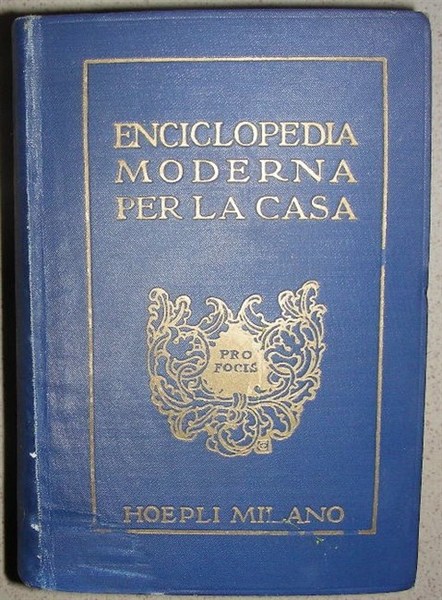 ENCICLOPEDIA
MODERNA
PER LA CASA
PRO
FOCIS
HOEPLI MILANO